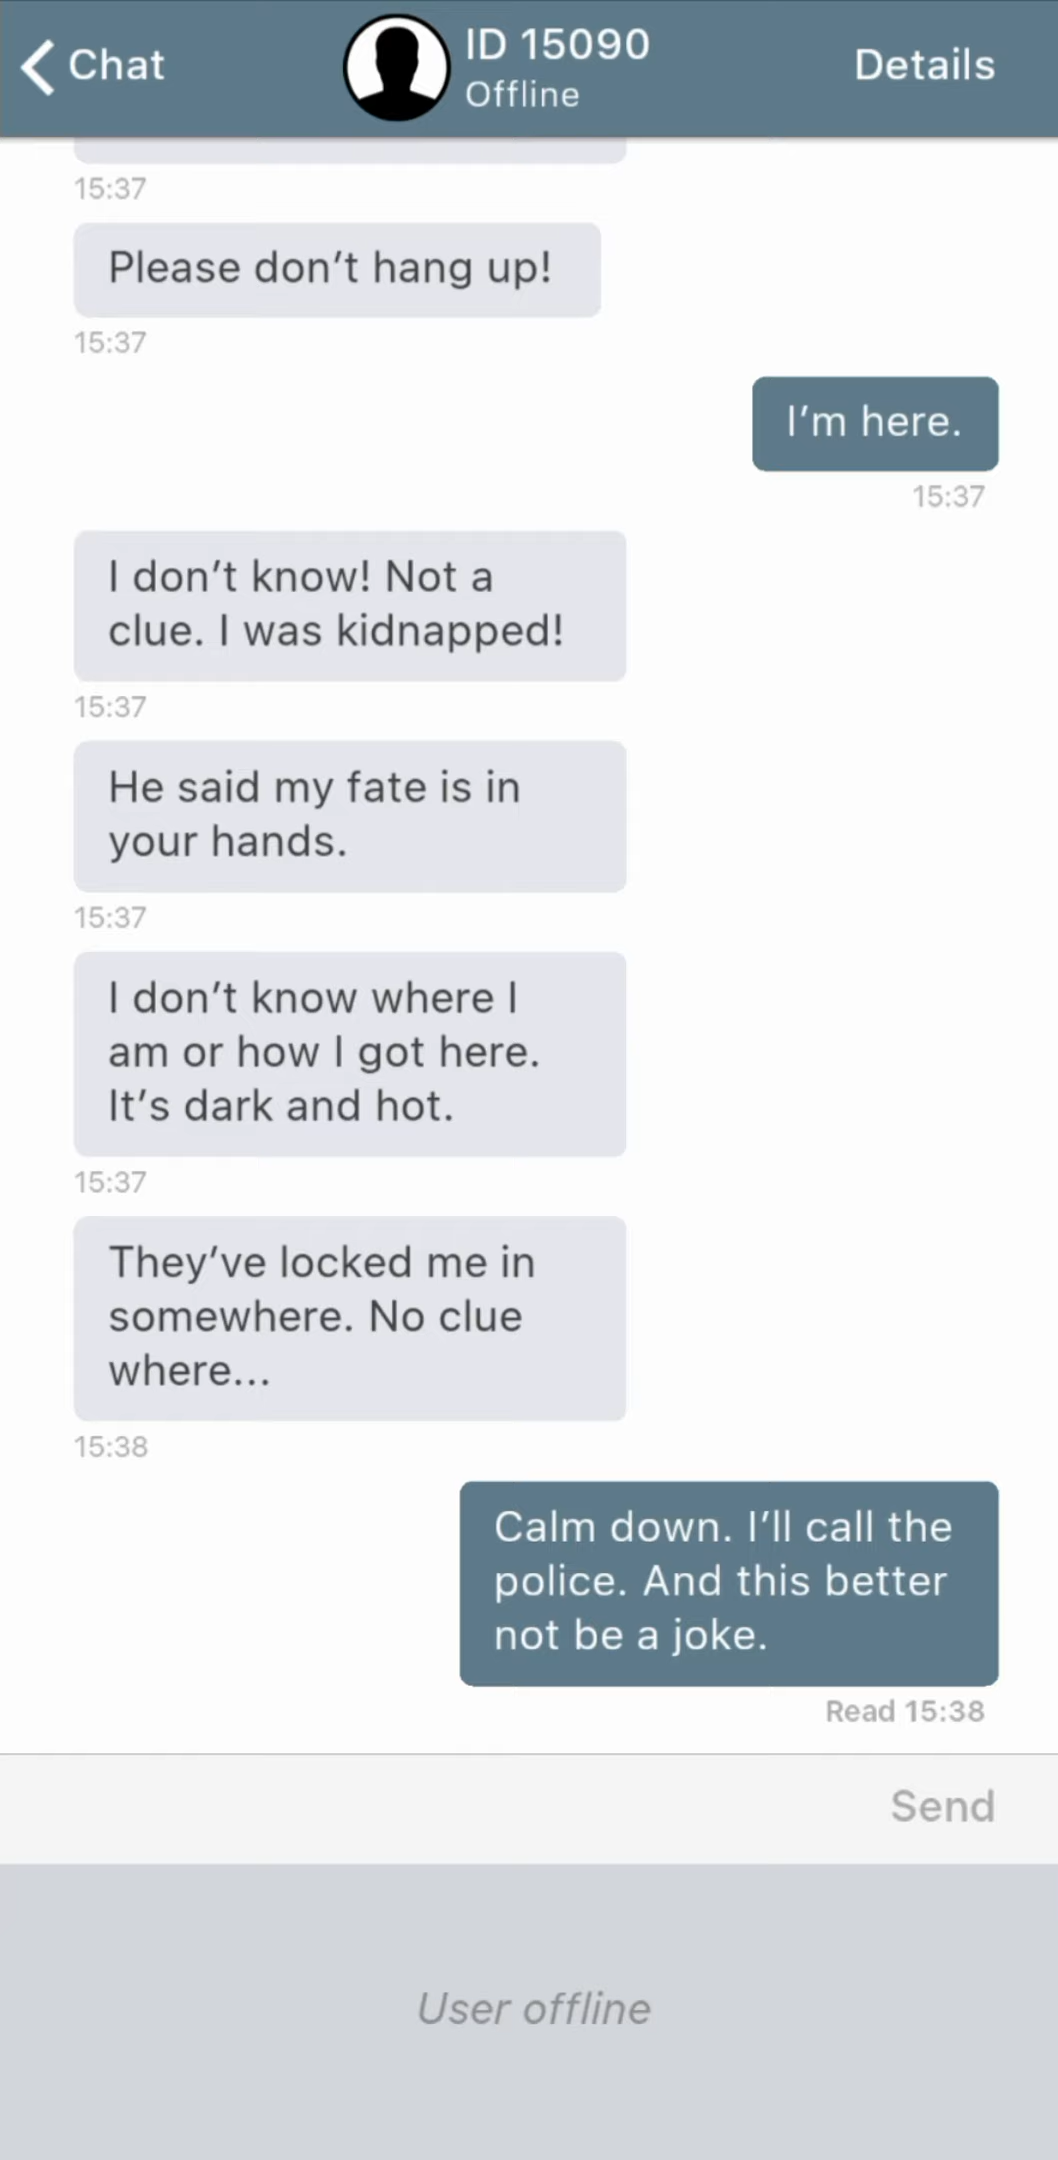 Chat
ID 15090
Offline
Details
15:37
Please don’t hang up!
15:37
I’m here.
15:37
I don’t know! Not a
clue. I was kidnapped!
15:37
He said my fate is in
your hands.
15:37
I don’t know where I
am or how I got here.
It’s dark and hot.
15:37
They’ve locked me in
somewhere. No clue
where...
15:38
Calm down. I’ll call the
police. And this better
not be a joke.
Read 15:38
Send
User offline